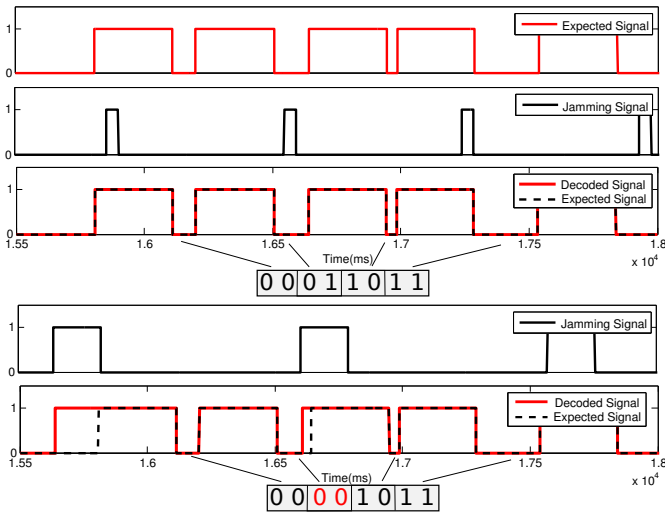 1
0
Expected Signal
1
0
Jamming Signal
1
0
Decoded Signal
Expected Signal
1.55 1.6 1.65 1.7 1.75 1.8
Time(ms)
x 10^4
0 0 0 1 1 0 1 1
1
0
Jamming Signal
1
0
Decoded Signal
Expected Signal
1.55 1.6 1.65 1.7 1.75 1.8
Time(ms)
x 10^4
0 0 0 0 1 0 1 1